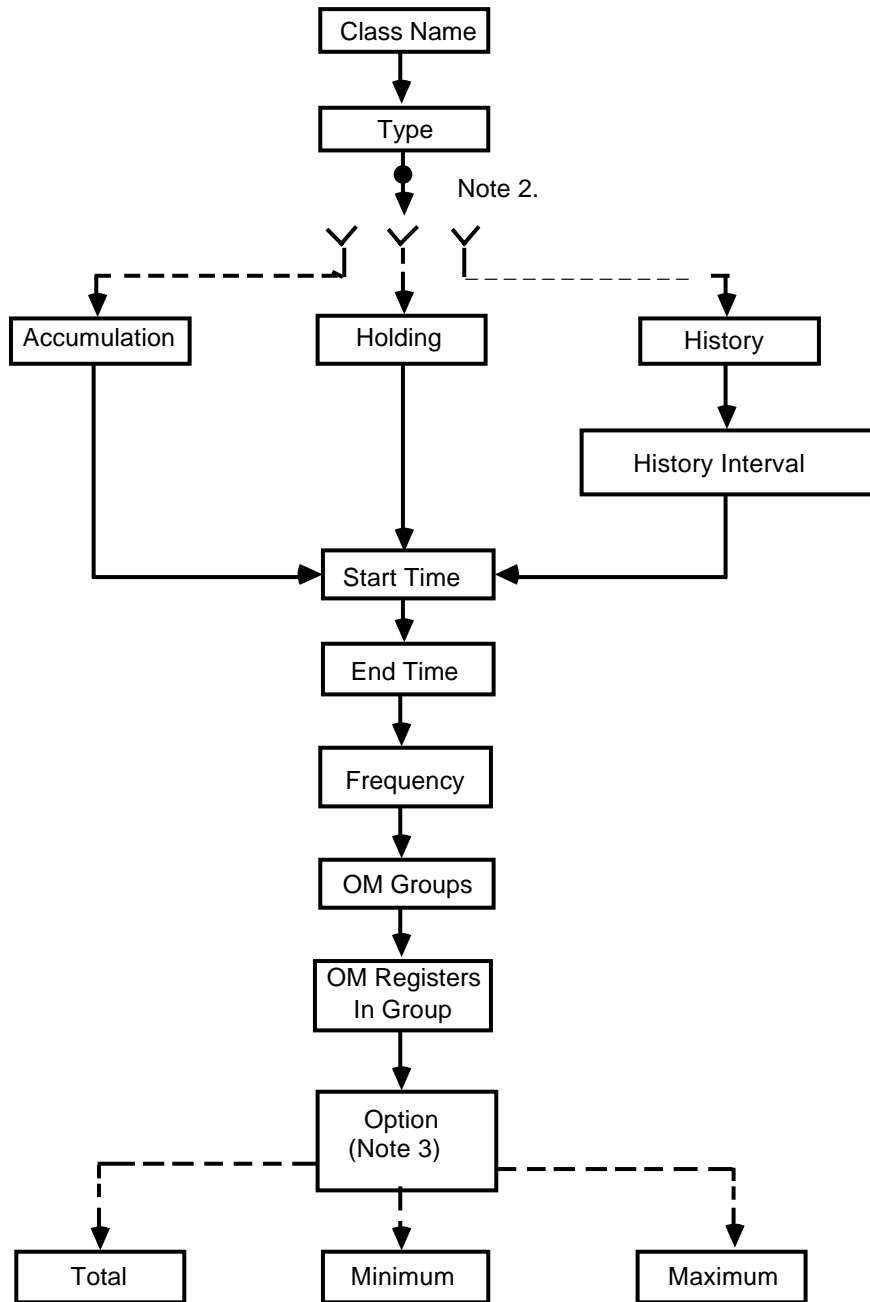 Class Name
Type
Note 2.
Accumulation
Holding
History
History Interval
Start Time
End Time
Frequency
OM Groups
OM Registers
In Group
Option
(Note 3)
Total
Minimum
Maximum